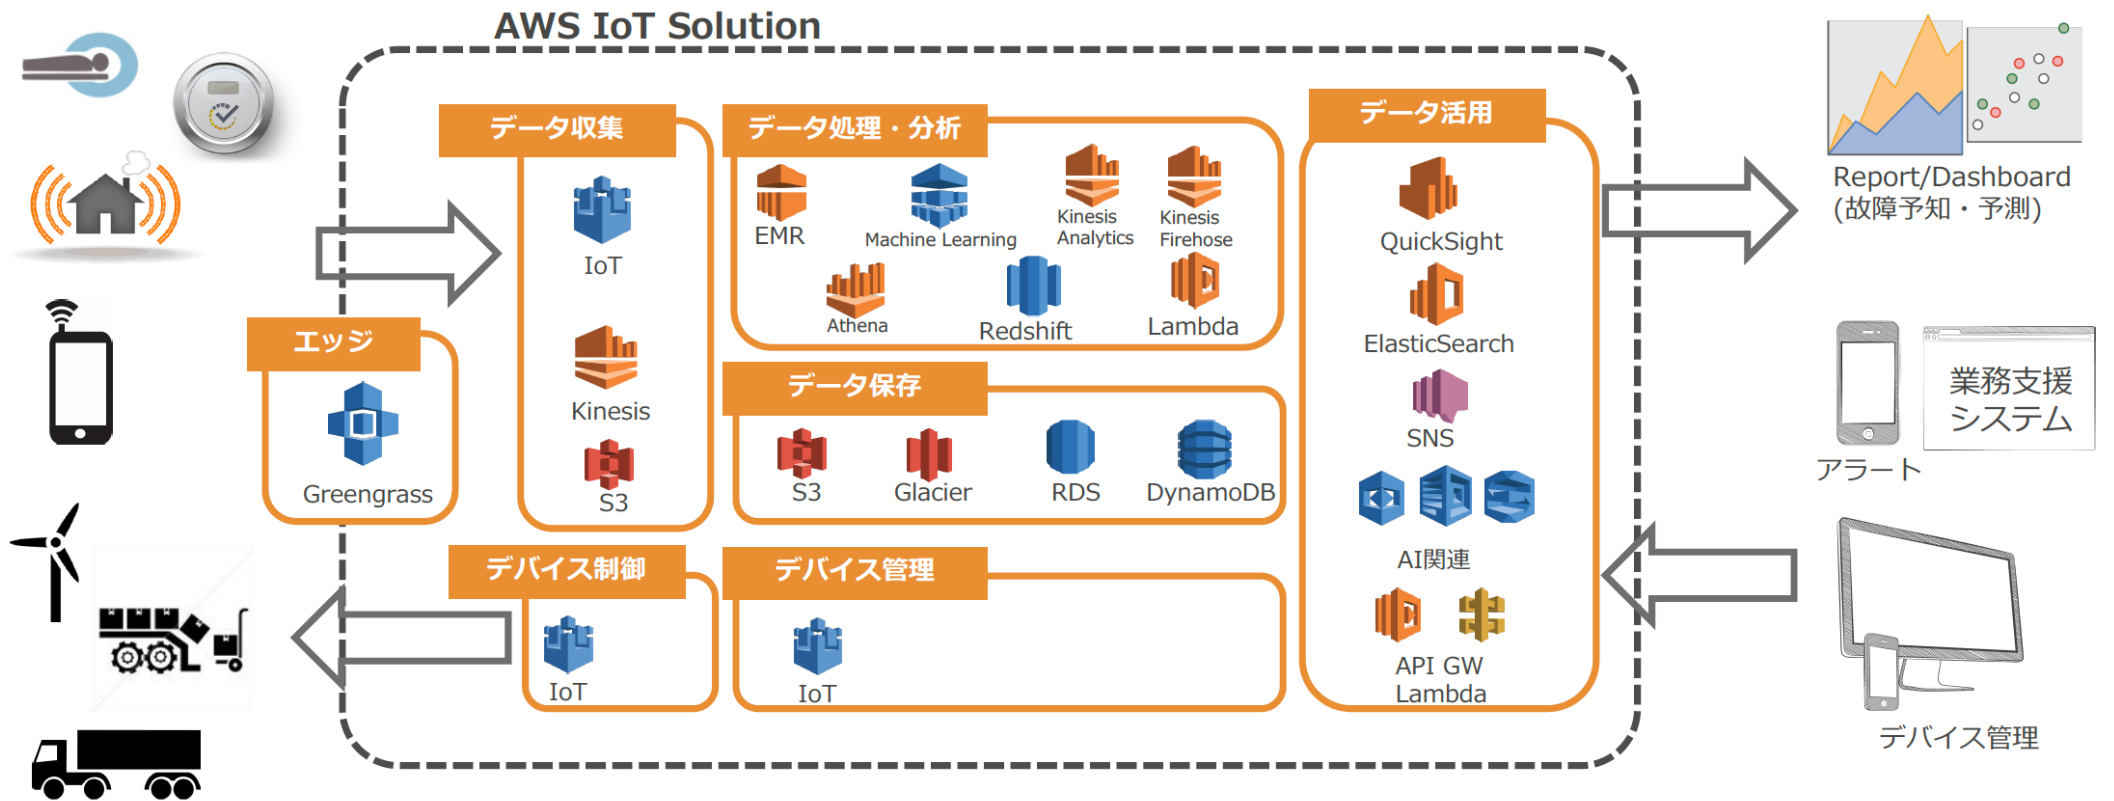 AWS IoT Solution
エッジ
Greengrass
データ収集
IoT
Kinesis
S3
データ処理・分析
EMR
Machine Learning
Kinesis
Analytics
Kinesis
Firehose
Athena
Redshift
Lambda
データ保存
S3
Glacier
RDS
DynamoDB
デバイス制御
IoT
デバイス管理
IoT
データ活用
QuickSight
ElasticSearch
SNS
AI関連
API GW
Lambda
Report/Dashboard
(故障予知・予測)
アラート
業務支援
システム
デバイス管理